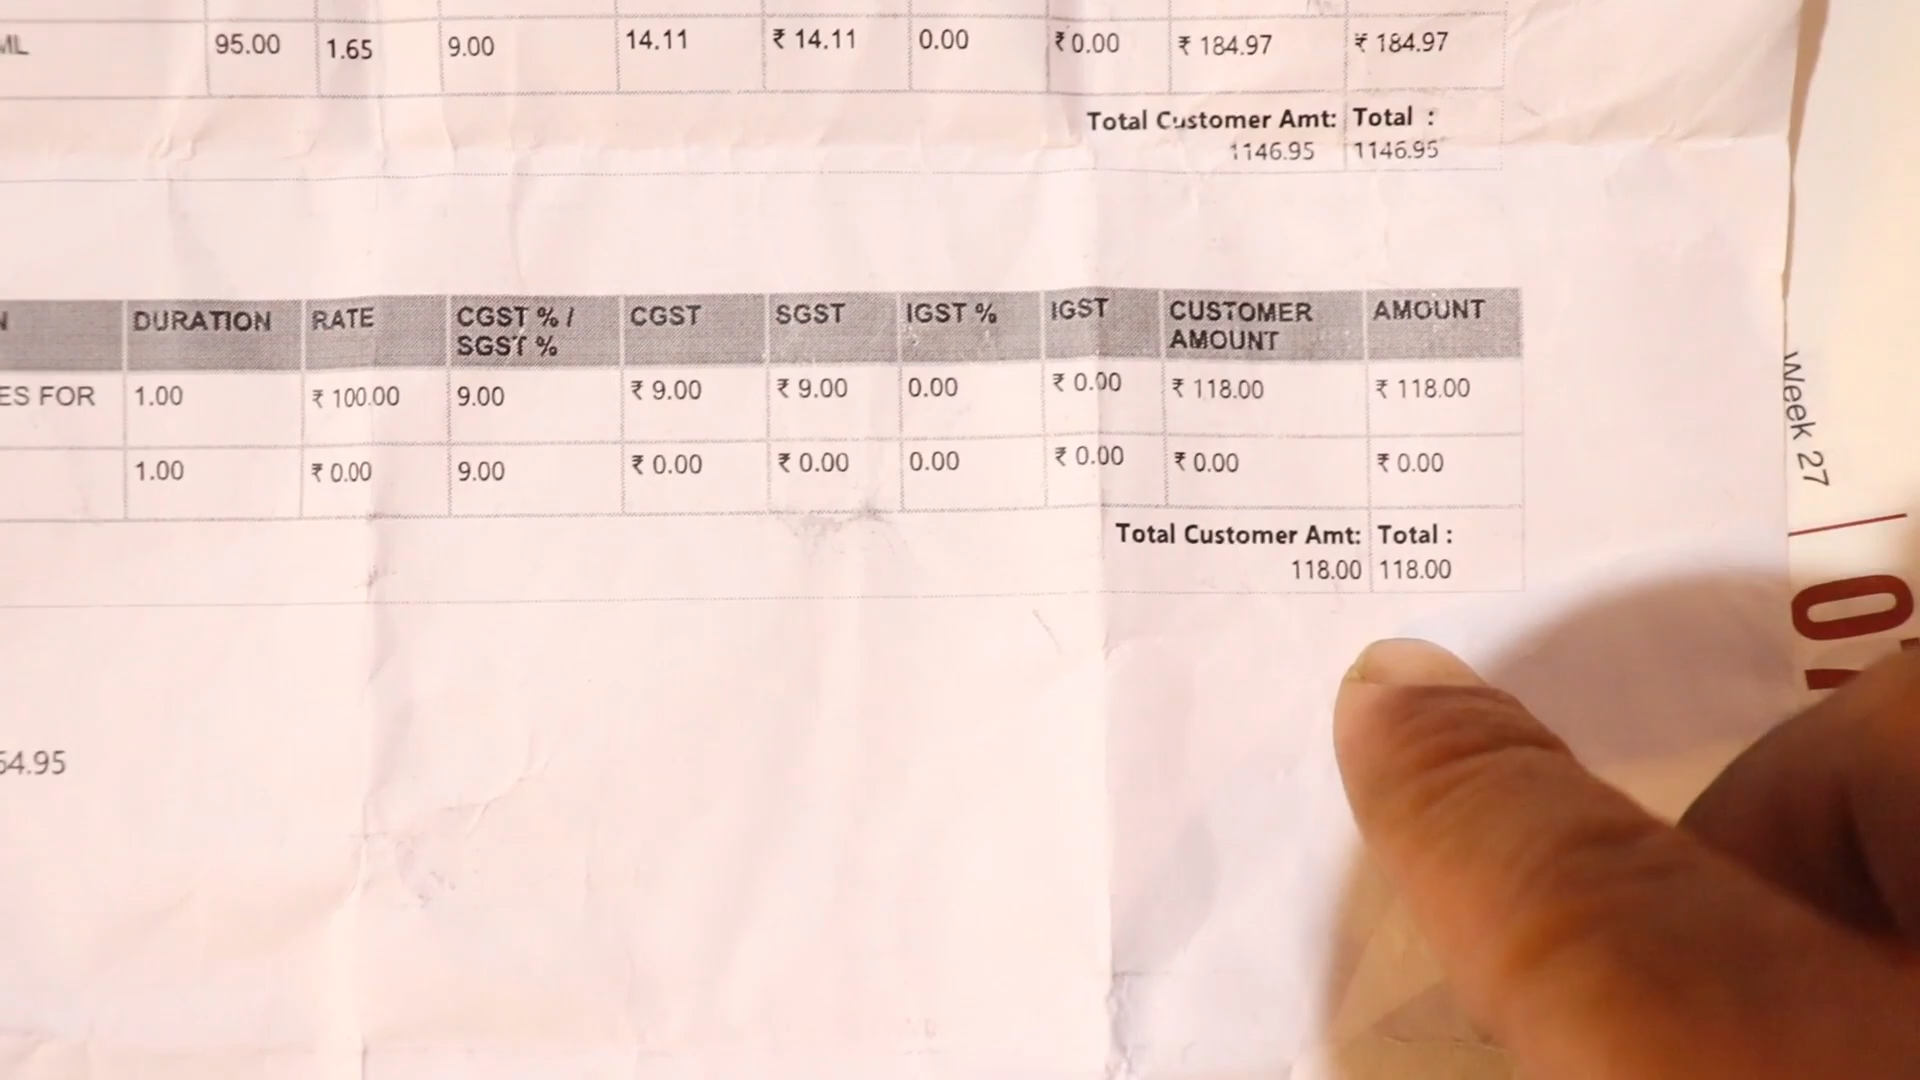 ML 95.00 1.65 9.00 14.11 ₹ 14.11 0.00 ₹ 0.00 ₹ 184.97 ₹ 184.97
Total Customer Amt: Total :
1146.95 1146.95
DURATION RATE CGST % / SGST % CGST SGST IGST % IGST CUSTOMER AMOUNT AMOUNT
ES FOR 1.00 ₹ 100.00 9.00 ₹ 9.00 ₹ 9.00 0.00 ₹ 0.00 ₹ 118.00 ₹ 118.00
1.00 ₹ 0.00 9.00 ₹ 0.00 ₹ 0.00 0.00 ₹ 0.00 ₹ 0.00 ₹ 0.00
Total Customer Amt: Total :
118.00 118.00
64.95
Week 27